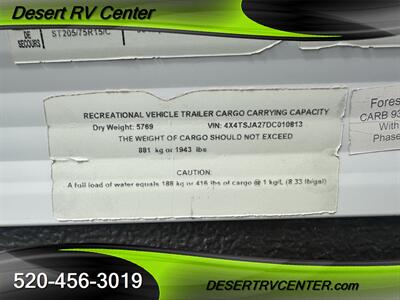 Desert RV Center
DE
SECOURS
ST205/75R15/C
RECREATIONAL VEHICLE TRAILER CARGO CARRYING CAPACITY
Dry Weight: 5769 VIN: 4X4TSJA27DC010813
THE WEIGHT OF CARGO SHOULD NOT EXCEED
881 kg or 1943 lbs
CAUTION:
A full load of water equals 188 kg or 416 lbs of cargo @ 1 kg/L (8.33 lb/gal)
Fores
CARB 93
With
Phase
520-456-3019
DESERTRVCENTER.com